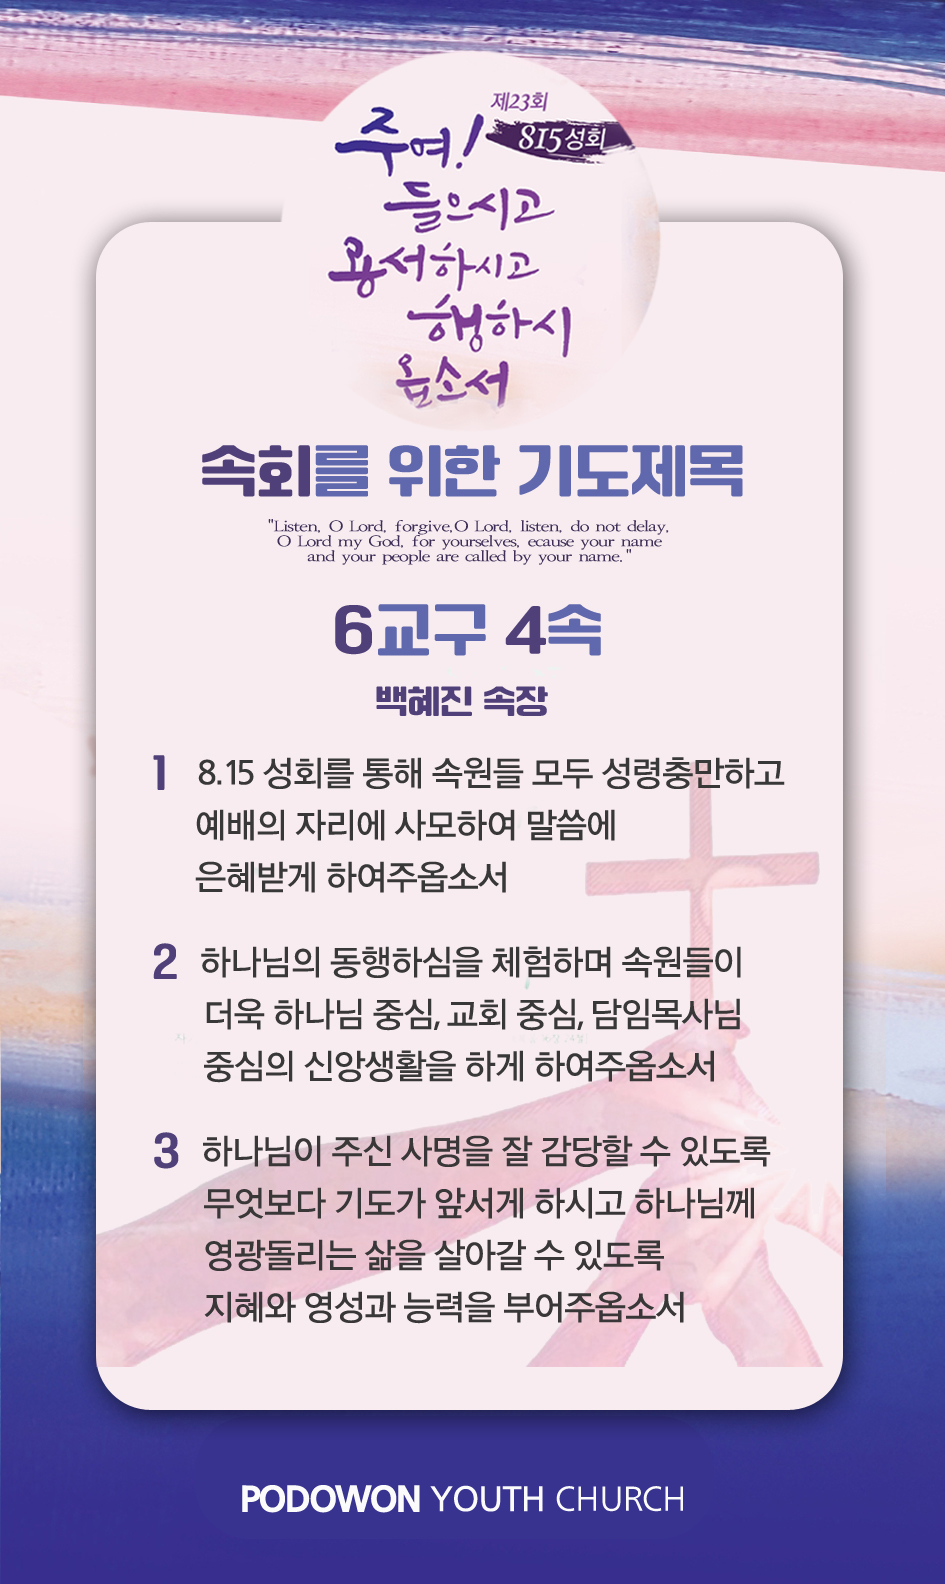 제23회
815성회
주여!
들으시고
용서하시고
행하시
옵소서
속회를 위한 기도제목
"Listen, O Lord, forgive,O Lord, listen, do not delay,
O Lord my God, for yourselves, ecause your name
and your people are called by your name."
6교구 4속
백혜진 속장
1 8.15 성회를 통해 속원들 모두 성령충만하고
예배의 자리에 사모하여 말씀에
은혜받게 하여주옵소서
2 하나님의 동행하심을 체험하며 속원들이
더욱 하나님 중심, 교회 중심, 담임목사님
중심의 신앙생활을 하게 하여주옵소서
3 하나님이 주신 사명을 잘 감당할 수 있도록
무엇보다 기도가 앞서게 하시고 하나님께
영광돌리는 삶을 살아갈 수 있도록
지혜와 영성과 능력을 부어주옵소서
PODOWON YOUTH CHURCH